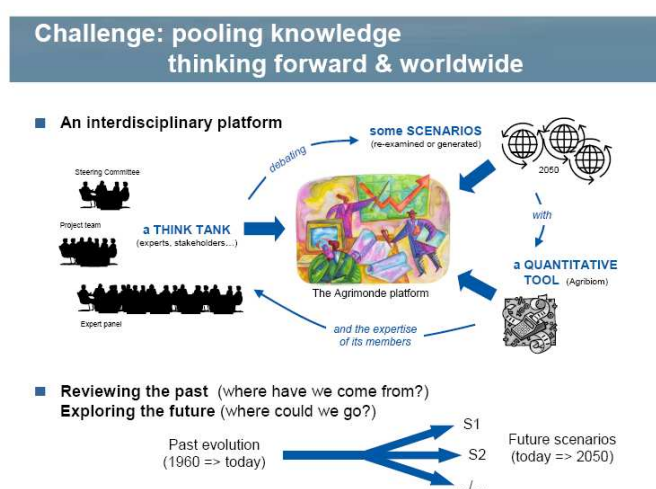 Challenge: pooling knowledge
thinking forward & worldwide
An interdisciplinary platform
some SCENARIOS
(re-examined or generated)
debating
2050
Steering Committee
Project team
a THINK TANK
(experts, stakeholders...)
with
a QUANTITATIVE
TOOL (Agribiom)
The Agrimonde platform
Expert panel
and the expertise
of its members
Reviewing the past (where have we come from?)
Exploring the future (where could we go?)
S1
Past evolution
(1960 => today)
S2
Future scenarios
(today => 2050)